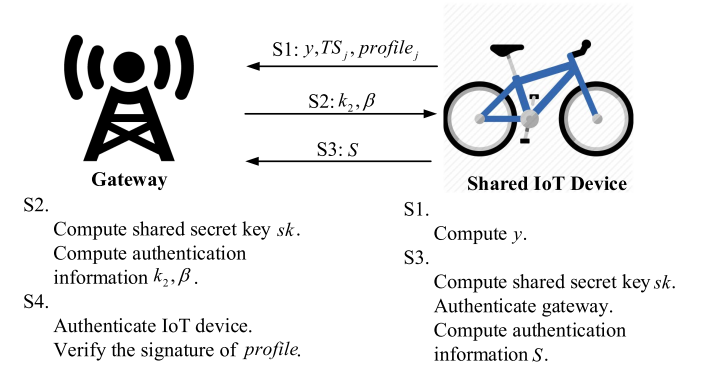 S1: y, TS_j, profile_j
S2: k_2, β
S3: S
Gateway
Shared IoT Device
S2.
Compute shared secret key sk.
Compute authentication
information k_2, β.
S4.
Authenticate IoT device.
Verify the signature of profile.
S1.
Compute y.
S3.
Compute shared secret key sk.
Authenticate gateway.
Compute authentication
information S.